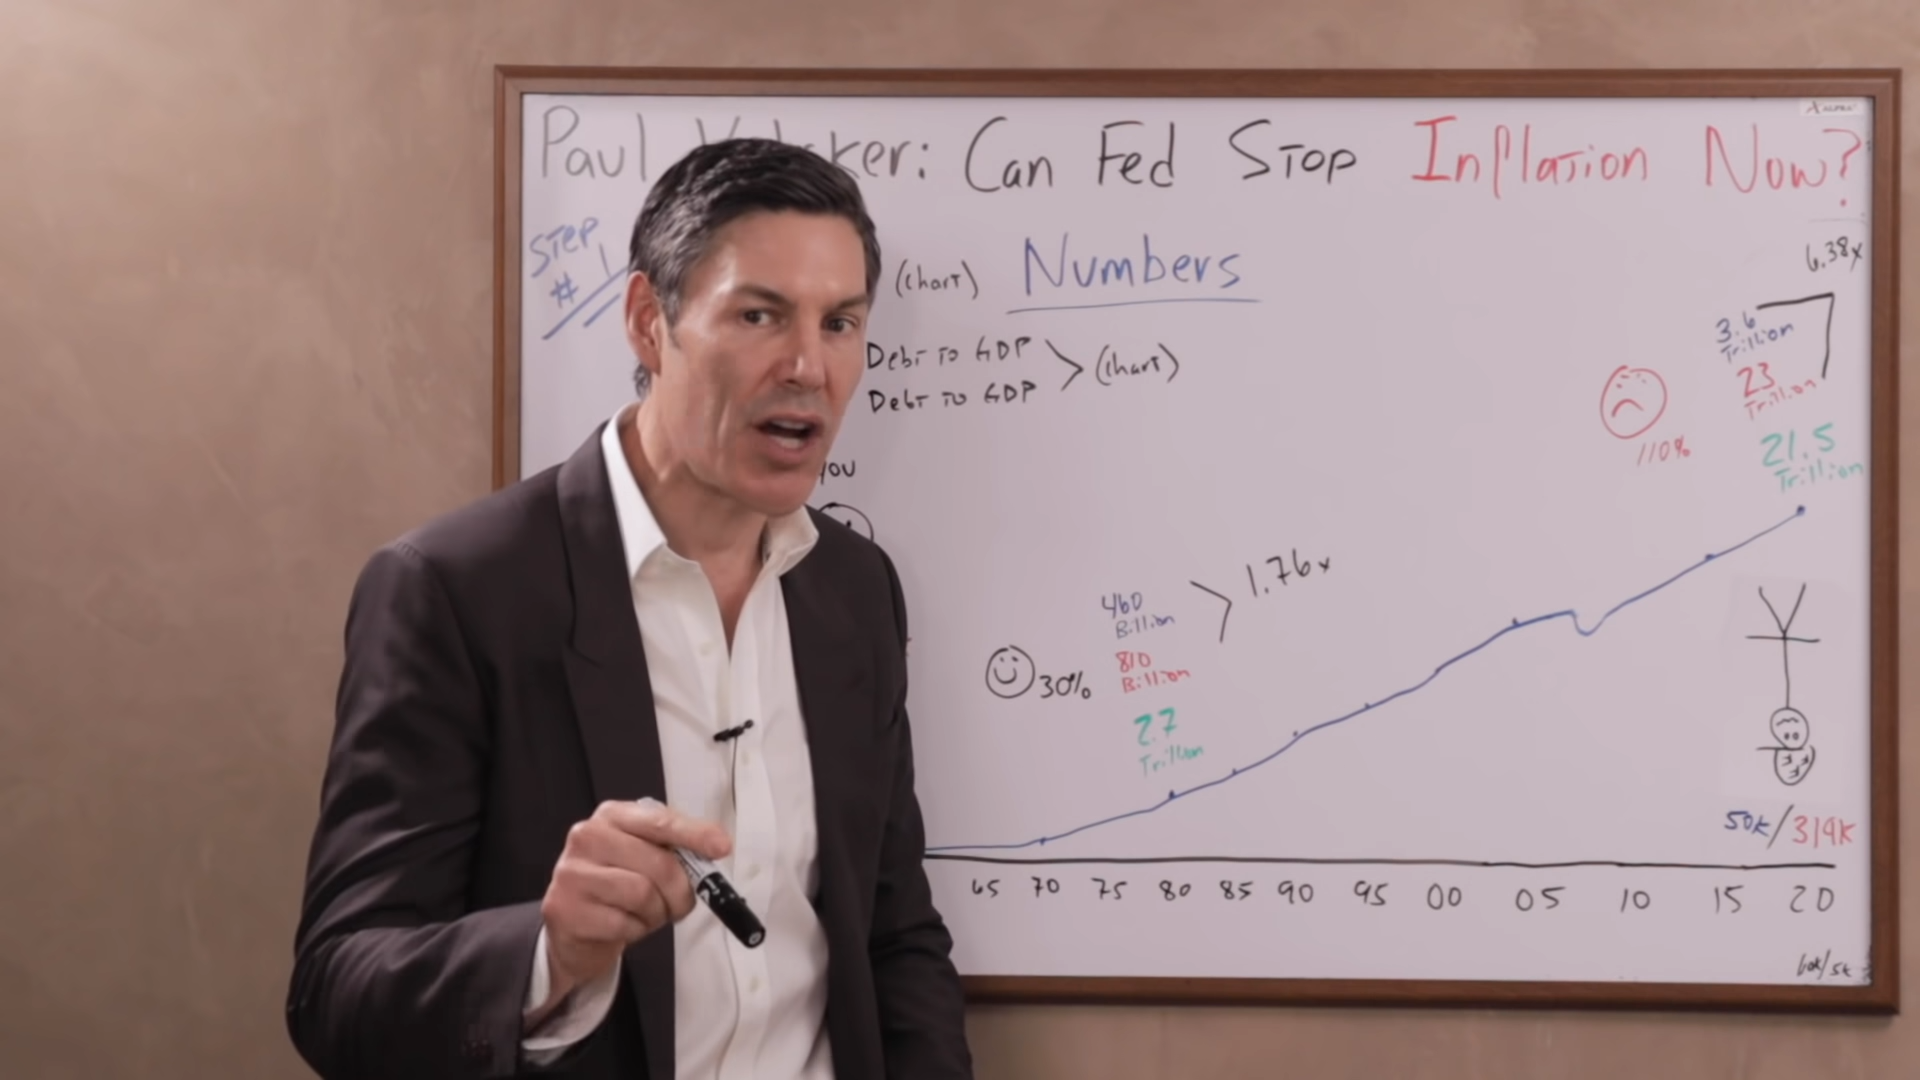 Paul ker: Can Fed Stop Inflation Now?
STEP
# 1
(chart) Numbers
6.38x
3.6
Trillion
Debt to GDP > (chart)
Debt to GDP
23
Trillion
110%
21.5
Trillion
you
460
Billion
> 1.76x
810
Billion
30%
2.7
Trillion
50k/319k
65 70 75 80 85 90 95 00 05 10 15 20